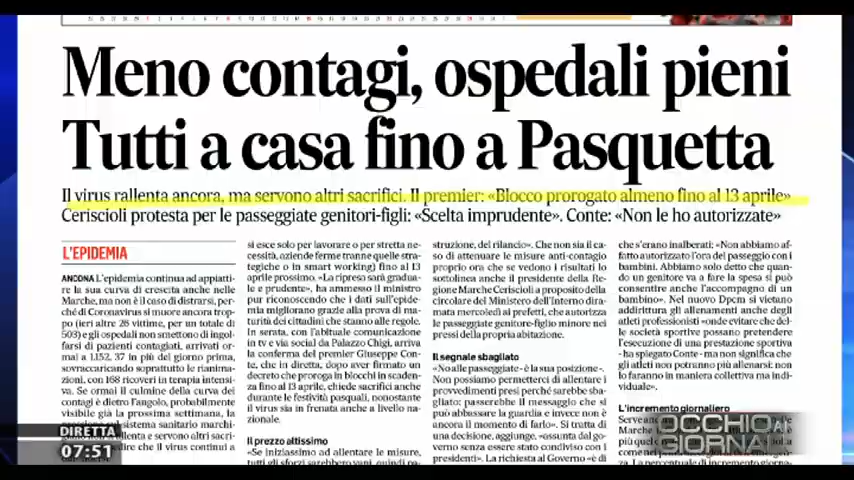 Meno contagi, ospedali pieni
Tutti a casa fino a Pasquetta
Il virus rallenta ancora, ma servono altri sacrifici. Il premier: «Blocco prorogato almeno fino al 13 aprile»
Ceriscioli protesta per le passeggiate genitori-figli: «Scelta imprudente». Conte: «Non le ho autorizzate»
L'EPIDEMIA
ANCONA L'epidemia continua ad appiatti-
re la sua curva di crescita anche nelle
Marche, ma non è il caso di distrarsi, per-
ché di Coronavirus si muore ancora trop-
po (ieri altre 26 vittime, per un totale di
503) e gli ospedali non smettono di ingol-
farsi di pazienti contagiati, arrivati or-
mai a 1.152, 37 in più del giorno prima,
sovraccaricando soprattutto le rianima-
zioni, con 168 ricoveri in terapia intensi-
va. Se ormai il culmine della curva dei
contagi è dietro l'angolo, probabilmente
visibile già la prossima settimana, la
sistema sanitario marchi-
lenta e servono altri sacri
dire che il virus continua
si esce solo per lavorare o per stretta ne-
cessità, aziende ferme tranne quelle stra-
tegiche o in smart working) fino al 13
aprile prossimo. «La ripresa sarà gradua-
le e prudente», ha ammesso il ministro
pur riconoscendo che i dati sull'epide-
mia migliorano grazie alla prova di ma-
turità dei cittadini che stanno alle regole.
In serata, con l'abituale comunicazione
in tv e via social da Palazzo Chigi, arriva
la conferma del premier Giuseppe Con-
te, che in diretta, dopo aver firmato un
decreto che proroga in blocchi in scaden-
za fino al 13 aprile, chiede sacrifici anche
durante le festività pasquali, nonostante
il virus sia in frenata anche a livello na-
zionale.
Il prezzo altissimo
«Se iniziassimo ad allentare le misure,
tutti gli sforzi sarebbero vani, quindi pa-
struzione, del rilancio». Che non sia il ca-
so di attenuare le misure anti-contagio
proprio ora che se vedono i risultati lo
sottolinea anche il presidente della Re-
gione Marche Ceriscioli a proposito della
circolare del Ministero dell'Interno dira-
mata mercoledì ai prefetti, che autorizza
le passeggiate genitore-figlio minore nei
pressi della propria abitazione.
Il segnale sbagliato
«No alle passeggiate» è la sua posizione».
Non possiamo permetterci di allentare i
provvedimenti presi perché sarebbe sba-
gliato: passerebbe il messaggio che si
può abbassare la guardia e invece non è
ancora il momento di farlo». Si tratta di
una decisione, aggiunge, «assunta dal go-
verno senza essere stato condiviso con i
presidenti». La richiesta al Governo «è di
che s'erano inalberati: «Non abbiamo af-
fatto autorizzato l'ora del passeggio con i
bambini. Abbiamo solo detto che quan-
do un genitore va a fare la spesa si può
consentire anche l'accompagno di un
bambino». Nel nuovo Dpcm si vietano
addirittura gli allenamenti anche degli
atleti professionisti «onde evitare che del-
le società sportive possano pretendere
l'esecuzione di una prestazione sportiva
- ha spiegato Conte - ma non significa che
gli atleti non potranno più allenarsi: non
lo faranno in maniera collettiva ma indi-
viduale».
L'incremento giornaliero
DIRETTA
07:51
OCCHIO AI
GIORNALI